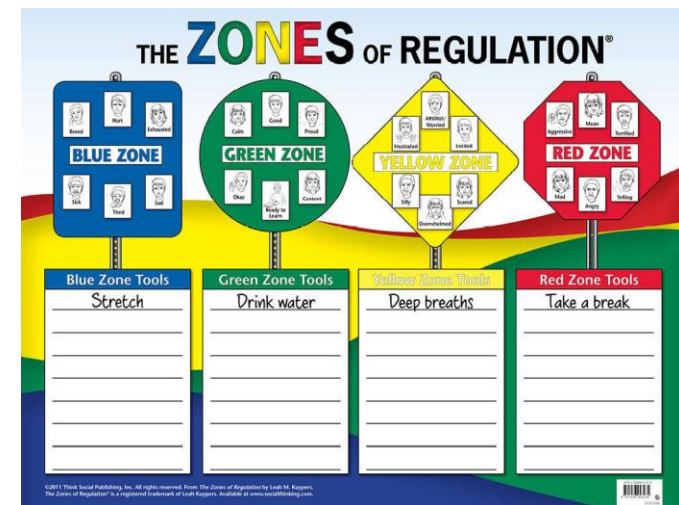 THE ZONES OF REGULATION®
Bored
Hurt
Exhausted
BLUE ZONE
Sick
Tired
Sad
Calm
Good
Proud
GREEN ZONE
Okay
Ready to
Learn
Content
Frustrated
Anxious/
Worried
Excited
YELLOW ZONE
Silly
Overwhelmed
Scared
Aggressive
Mean
Terrified
RED ZONE
Mad
Angry
Yelling
Blue Zone Tools
Stretch
Green Zone Tools
Drink water
Yellow Zone Tools
Deep breaths
Red Zone Tools
Take a break
©2011 Think Social Publishing, Inc. All rights reserved. From The Zones of Regulation by Leah M. Kuypers.
The Zones of Regulation® is a registered trademark of Leah Kuypers. Available at www.socialthinking.com.